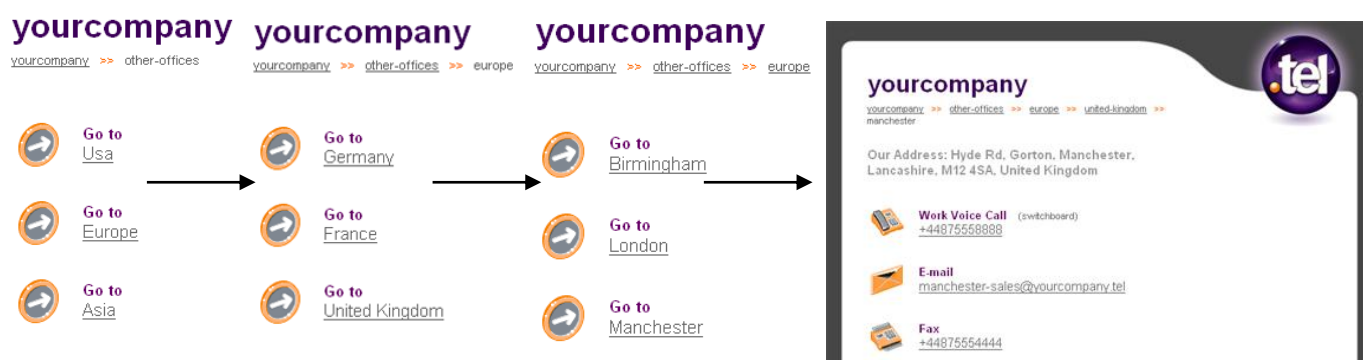 yourcompany
yourcompany >> other-offices
Go to
Usa
Go to
Europe
Go to
Asia
yourcompany
yourcompany >> other-offices >> europe
Go to
Germany
Go to
France
Go to
United Kingdom
yourcompany
yourcompany >> other-offices >> europe
Go to
Birmingham
Go to
London
Go to
Manchester
.tel
yourcompany
yourcompany >> other-offices >> europe >> united-kingdom >>
manchester
Our Address: Hyde Rd, Gorton, Manchester,
Lancashire, M12 4SA, United Kingdom
Work Voice Call (switchboard)
+44875558888
E-mail
manchester-sales@yourcompany.tel
Fax
+44875554444